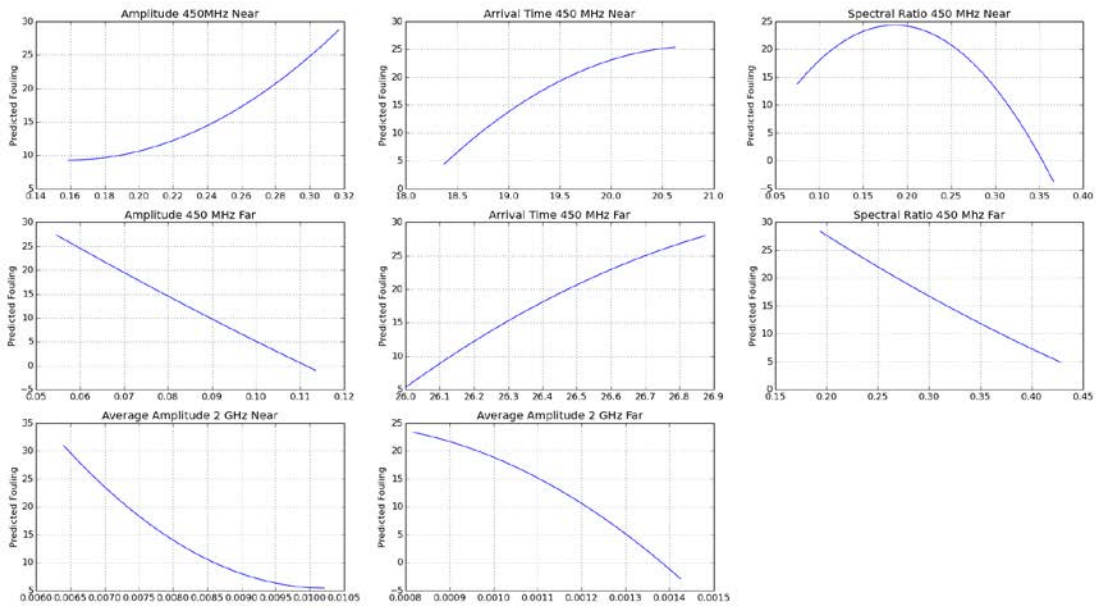 Amplitude 450MHz Near
Predicted Fouling
30
25
20
15
10
5
0.14 0.16 0.18 0.20 0.22 0.24 0.26 0.28 0.30 0.32
Arrival Time 450 MHz Near
Predicted Fouling
30
25
20
15
10
5
0
18.0 18.5 19.0 19.5 20.0 20.5 21.0
Spectral Ratio 450 MHz Near
Predicted Fouling
25
20
15
10
5
0
−5
0.05 0.10 0.15 0.20 0.25 0.30 0.35 0.40
Amplitude 450 MHz Far
Predicted Fouling
30
25
20
15
10
5
0
−5
0.05 0.06 0.07 0.08 0.09 0.10 0.11 0.12
Arrival Time 450 MHz Far
Predicted Fouling
30
25
20
15
10
5
26.0 26.1 26.2 26.3 26.4 26.5 26.6 26.7 26.8 26.9
Spectral Ratio 450 Mhz Far
Predicted Fouling
30
25
20
15
10
5
0
0.15 0.20 0.25 0.30 0.35 0.40 0.45
Average Amplitude 2 GHz Near
Predicted Fouling
35
30
25
20
15
10
5
0.0060 0.0065 0.0070 0.0075 0.0080 0.0085 0.0090 0.0095 0.0100 0.0105
Average Amplitude 2 GHz Far
Predicted Fouling
25
20
15
10
5
0
−5
0.0008 0.0009 0.0010 0.0011 0.0012 0.0013 0.0014 0.0015